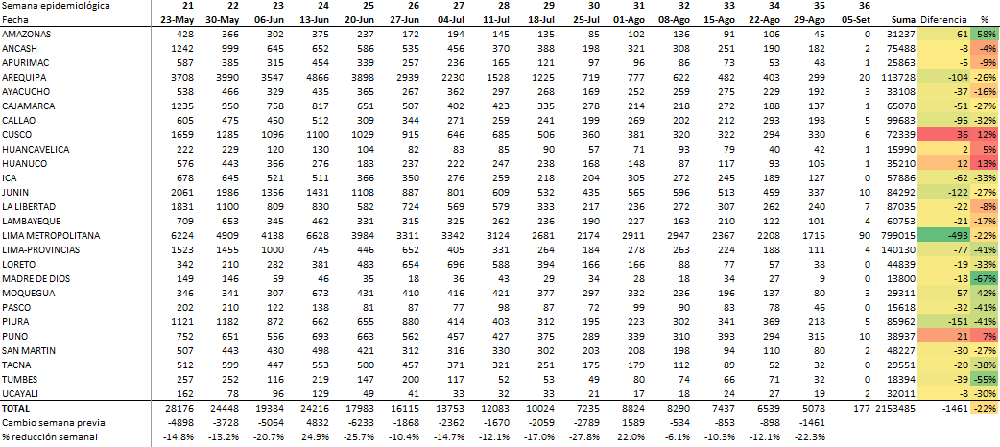 Semana epidemiológica 21 22 23 24 25 26 27 28 29 30 31 32 33 34 35 36
Fecha 23-May 30-May 06-Jun 13-Jun 20-Jun 27-Jun 04-Jul 11-Jul 18-Jul 25-Jul 01-Ago 08-Ago 15-Ago 22-Ago 29-Ago 05-Set Suma Diferencia %
AMAZONAS 428 366 302 375 237 172 194 145 135 85 102 136 91 106 45 0 31237 -61 -58%
ANCASH 1242 999 645 652 586 535 456 370 388 198 321 308 251 190 182 2 75488 -8 -4%
APURIMAC 587 385 315 454 339 257 236 165 121 97 96 86 73 53 48 1 25863 -5 -9%
AREQUIPA 3708 3990 3547 4866 3898 2939 2230 1528 1225 719 777 622 482 403 299 20 113728 -104 -26%
AYACUCHO 538 466 329 435 365 267 362 297 268 169 252 259 275 229 192 3 33108 -37 -16%
CAJAMARCA 1235 950 758 817 651 507 402 423 335 278 214 218 272 188 137 1 65078 -51 -27%
CALLAO 605 475 450 512 309 344 271 259 241 199 269 202 212 293 198 5 99683 -95 -32%
CUSCO 1659 1285 1096 1100 1029 915 646 685 506 360 381 320 322 294 330 6 72339 36 12%
HUANCAVELICA 222 229 120 130 104 82 83 85 90 57 71 93 79 40 42 1 15990 2 5%
HUANUCO 576 443 366 276 183 237 222 247 238 168 148 87 117 93 105 1 35210 12 13%
ICA 678 645 521 511 366 350 276 259 218 204 305 272 245 189 127 0 57886 -62 -33%
JUNIN 2061 1986 1356 1431 1108 887 801 609 532 435 565 596 513 459 337 10 84292 -122 -27%
LA LIBERTAD 1831 1100 809 830 582 724 569 579 333 217 236 272 307 262 240 7 87035 -22 -8%
LAMBAYEQUE 709 653 345 462 331 315 325 262 236 190 227 163 210 122 101 4 60753 -21 -17%
LIMA METROPOLITANA 6224 4909 4138 6628 3984 3311 3342 3124 2681 2174 2911 2947 2367 2208 1715 90 799015 -493 -22%
LIMA-PROVINCIAS 1523 1455 1000 745 446 652 405 331 264 184 278 263 224 188 111 4 140130 -77 -41%
LORETO 342 210 282 381 483 654 696 588 394 166 166 88 77 57 38 0 44839 -19 -33%
MADRE DE DIOS 149 146 59 46 35 18 36 43 29 34 28 18 34 27 9 0 13800 -18 -67%
MOQUEGUA 346 341 307 673 431 410 416 421 377 297 332 236 196 137 80 3 29311 -57 -42%
PASCO 202 210 122 138 81 87 77 98 87 72 99 90 83 78 46 0 15618 -32 -41%
PIURA 1121 1182 872 662 655 880 414 403 312 195 223 302 341 369 218 5 85962 -151 -41%
PUNO 752 651 556 693 663 562 457 427 375 289 339 310 393 294 315 10 38937 21 7%
SAN MARTIN 507 443 430 498 421 312 316 330 302 203 208 198 94 110 80 2 48227 -30 -27%
TACNA 512 599 447 553 500 457 371 321 251 175 179 112 89 52 32 0 29551 -20 -38%
TUMBES 257 252 116 219 147 200 117 52 53 49 80 74 66 71 32 0 18394 -39 -55%
UCAYALI 162 78 96 129 49 41 33 32 33 21 17 18 24 27 19 2 32011 -8 -30%
TOTAL 28176 24448 19384 24216 17983 16115 13753 12083 10024 7235 8824 8290 7437 6539 5078 177 2153485 -1461 -22%
Cambio semana previa -4898 -3728 -5064 4832 -6233 -1868 -2362 -1670 -2059 -2789 1589 -534 -853 -898 -1461
% reducción semanal -14.8% -13.2% -20.7% 24.9% -25.7% -10.4% -14.7% -12.1% -17.0% -27.8% 22.0% -6.1% -10.3% -12.1% -22.3%